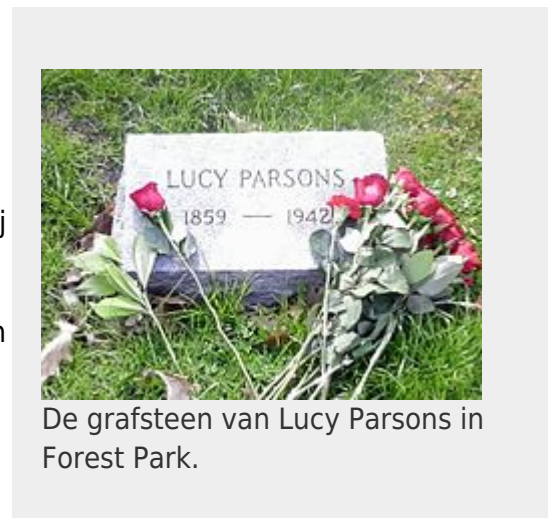 LUCY PARSONS
1859 — 1942
j
n
De grafsteen van Lucy Parsons in
Forest Park.